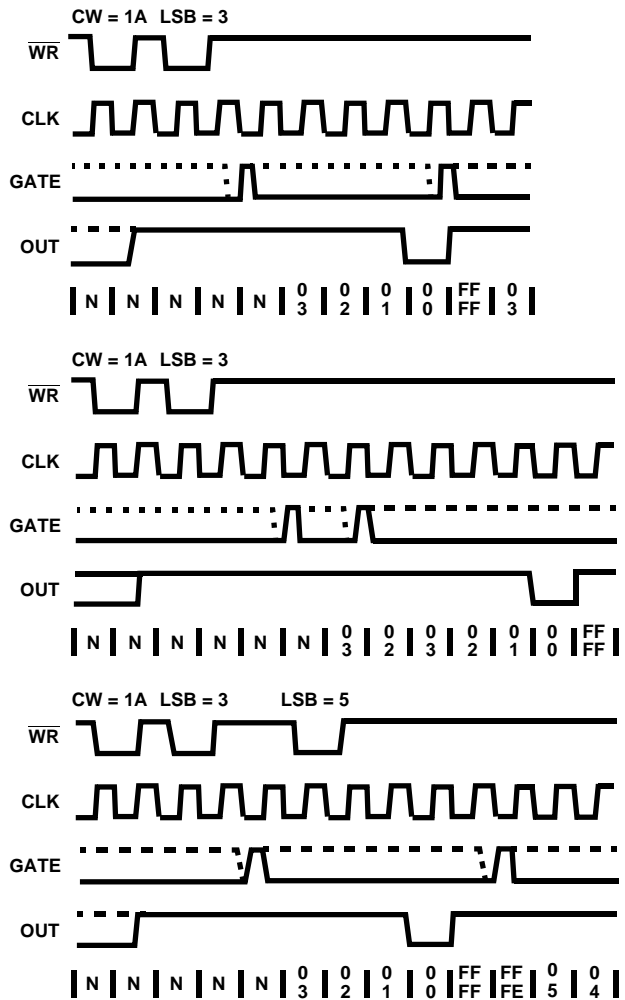 CW = 1A LSB = 3
WR
CLK
GATE
OUT
N N N N N 0 3 0 2 0 1 0 0 FF FF 0 3
CW = 1A LSB = 3
WR
CLK
GATE
OUT
N N N N N N 0 3 0 2 0 3 0 2 0 1 0 0 FF FF
CW = 1A LSB = 3 LSB = 5
WR
CLK
GATE
OUT
N N N N N 0 3 0 2 0 1 0 0 FF FF FF FE 0 5 0 4